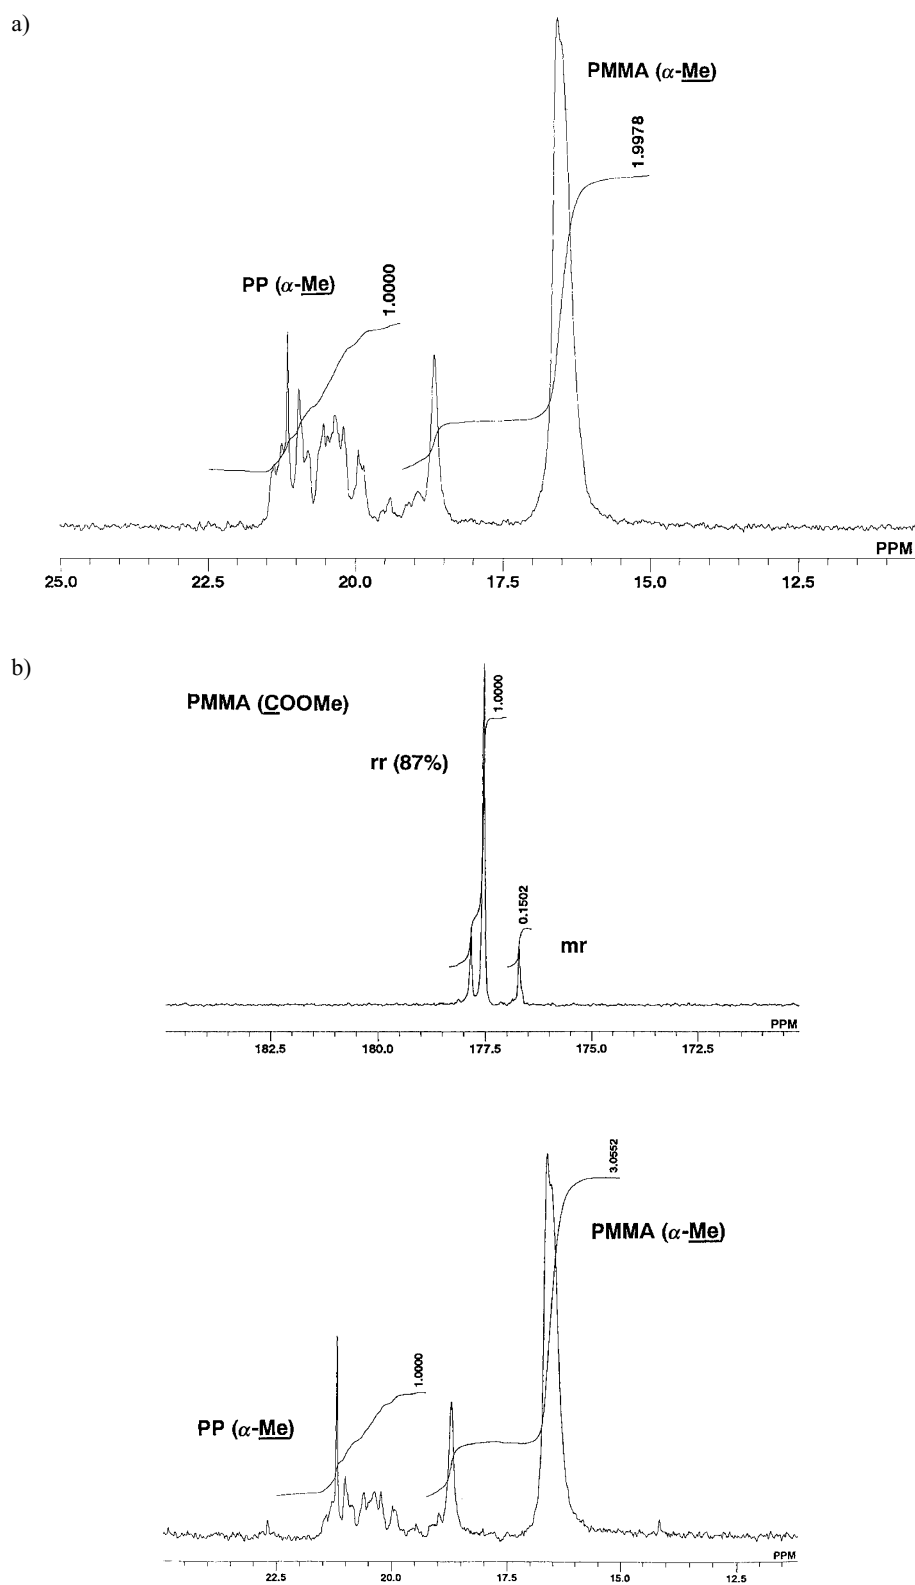 a)
PMMA (α-Me)
1.9978
PP (α-Me)
1.0000
PPM
25.0 22.5 20.0 17.5 15.0 12.5
b)
PMMA (COOMe)
1.0000
rr (87%)
0.1502
mr
PPM
182.5 180.0 177.5 175.0 172.5
3.0552
PMMA (α-Me)
1.0000
PP (α-Me)
PPM
22.5 20.0 17.5 15.0 12.5